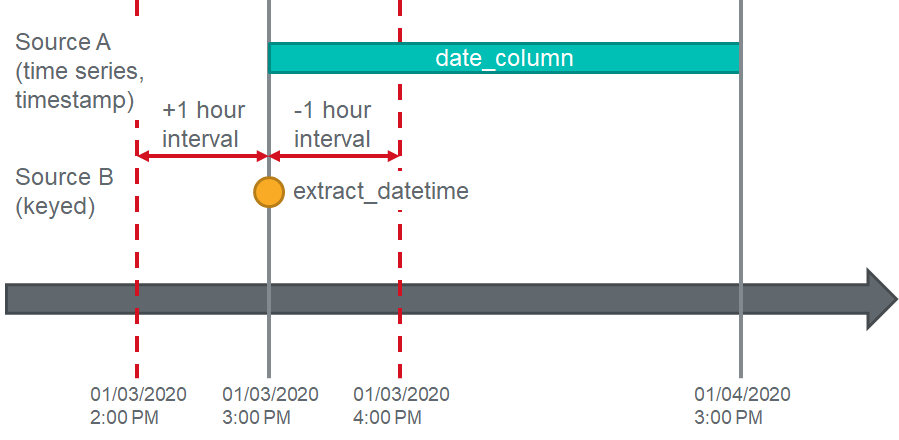 Source A
(time series,
timestamp)
date_column
+1 hour
interval
-1 hour
interval
Source B
(keyed)
extract_datetime
01/03/2020
2:00 PM
01/03/2020
3:00 PM
01/03/2020
4:00 PM
01/04/2020
3:00 PM